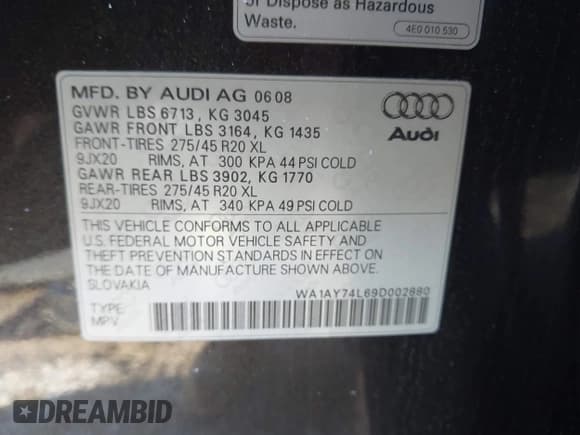 or Dispose as Hazardous
Waste.
4E0 010 530
MFD. BY AUDI AG 06 08
GVWR LBS 6713, KG 3045
GAWR FRONT LBS 3164, KG 1435
FRONT-TIRES 275/45 R20 XL
9JX20 RIMS, AT 300 KPA 44 PSI COLD
GAWR REAR LBS 3902, KG 1770
REAR-TIRES 275/45 R20 XL
9JX20 RIMS, AT 340 KPA 49 PSI COLD
Audi
THIS VEHICLE CONFORMS TO ALL APPLICABLE
U.S. FEDERAL MOTOR VEHICLE SAFETY AND
THEFT PREVENTION STANDARDS IN EFFECT ON
THE DATE OF MANUFACTURE SHOWN ABOVE.
SLOVAKIA
WA1AY74L69D002880
TYPE:
MPV
DREAMBID